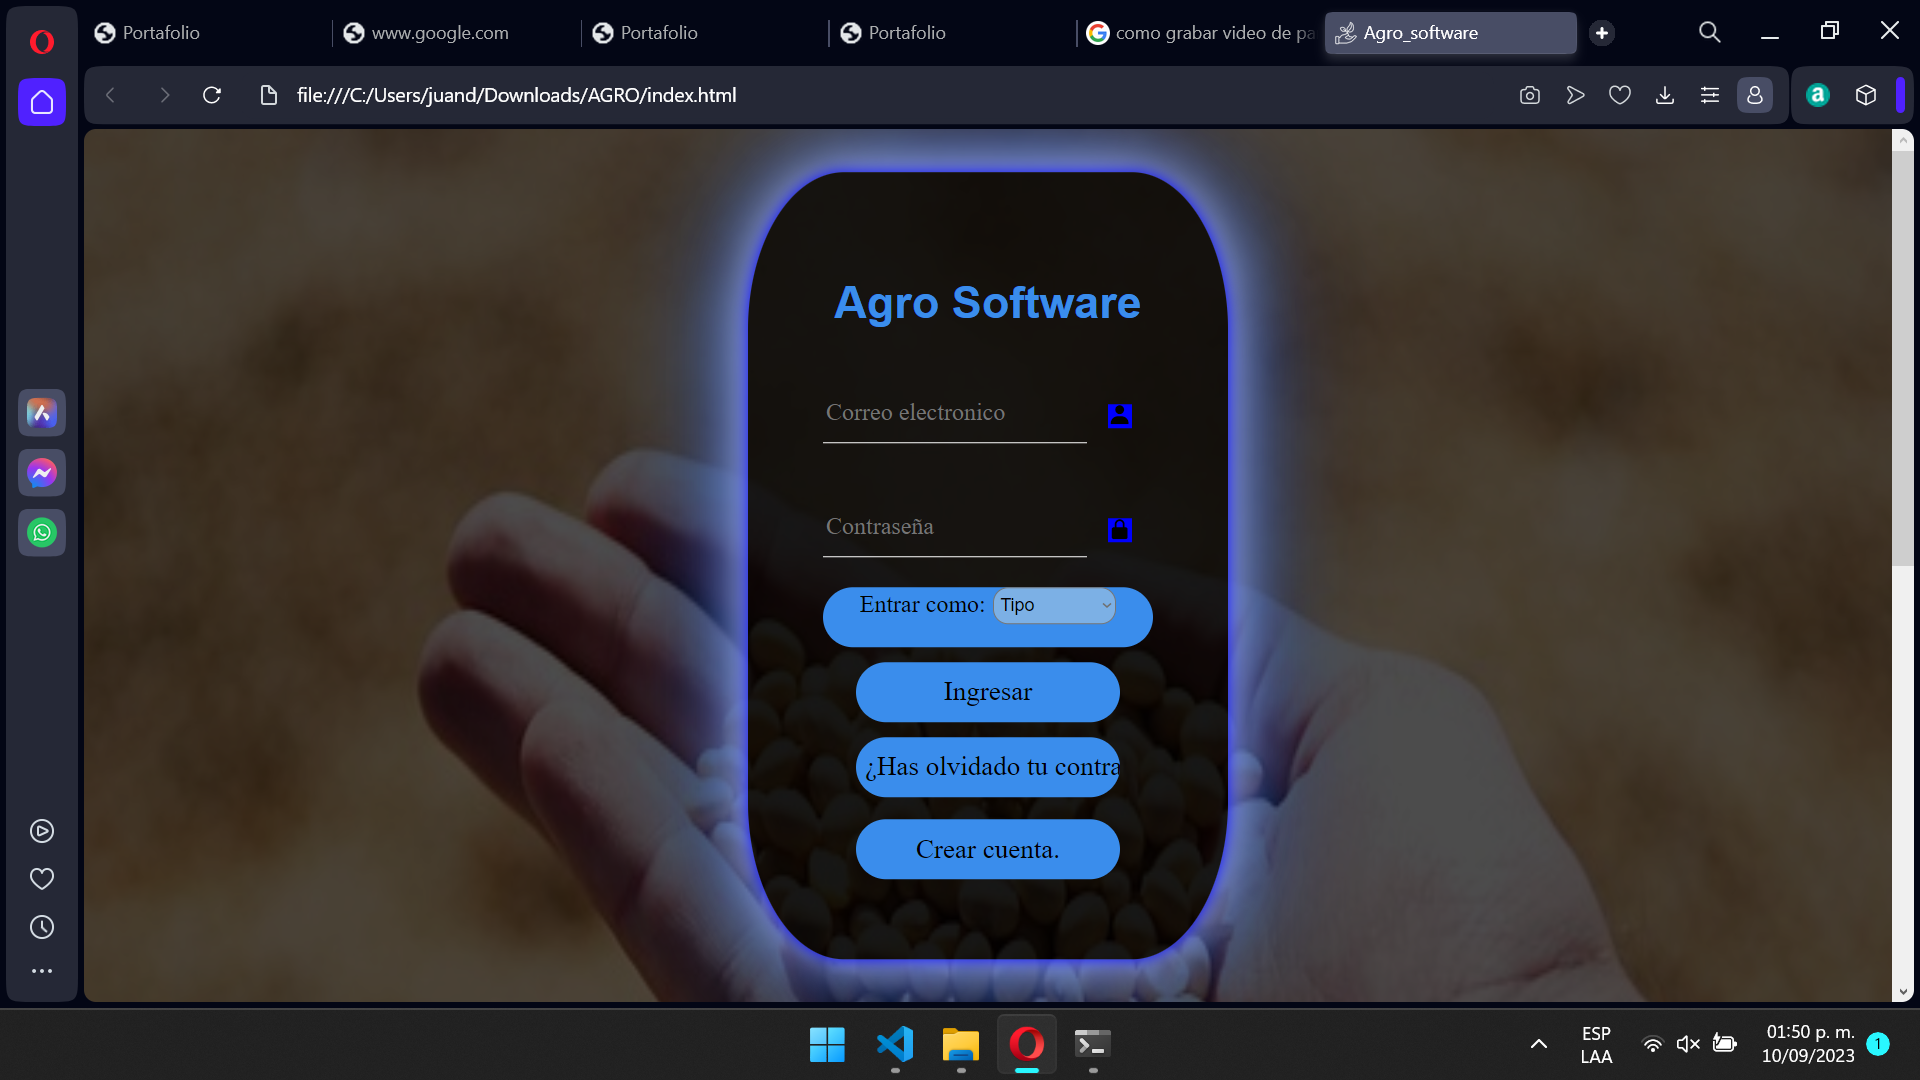 Portafolio
www.google.com
Portafolio
Portafolio
como grabar video de pa
Agro_software
file:///C:/Users/juand/Downloads/AGRO/index.html
a
Agro Software
Correo electronico
Contraseña
Entrar como: Tipo
Ingresar
¿Has olvidado tu contra
Crear cuenta.
ESP
LAA
01:50 p. m.
10/09/2023
1